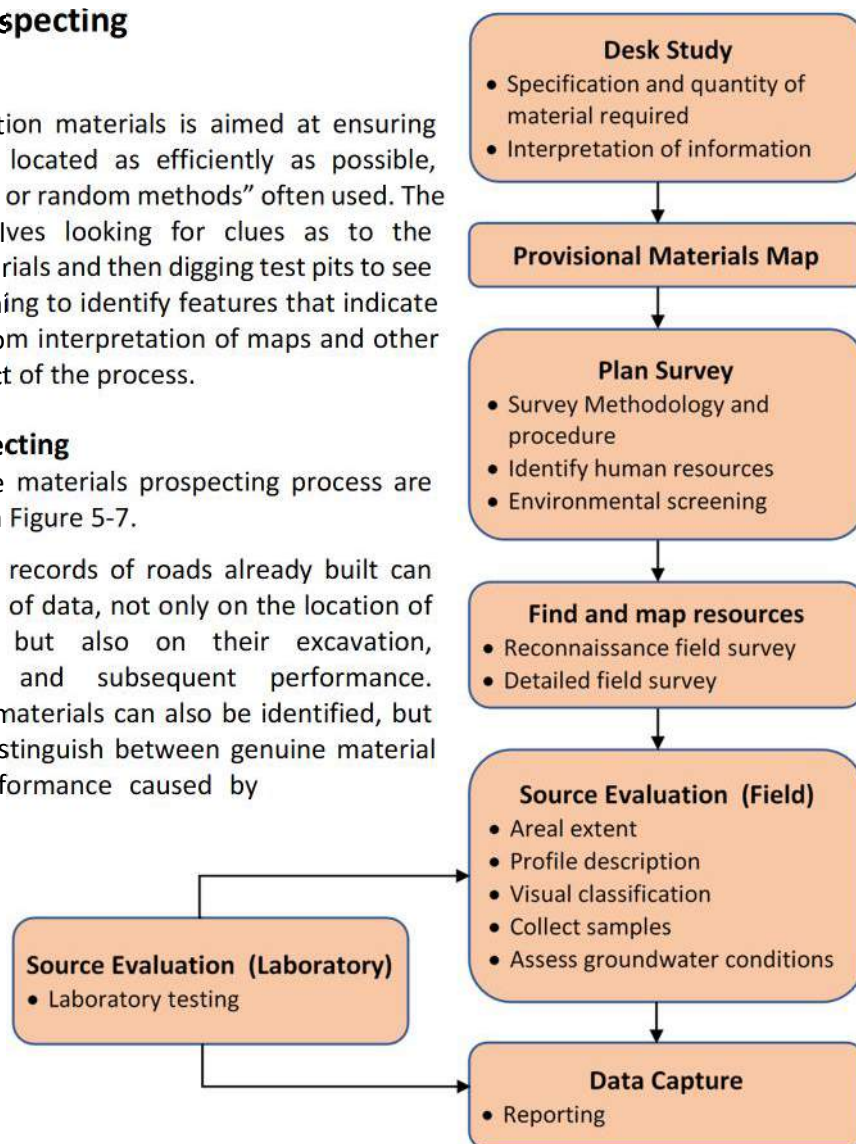 specting
tion materials is aimed at ensuring
located as efficiently as possible,
or random methods” often used. The
lves looking for clues as to the
rials and then digging test pits to see
ning to identify features that indicate
om interpretation of maps and other
ct of the process.
ecting
e materials prospecting process are
n Figure 5-7.
records of roads already built can
of data, not only on the location of
but also on their excavation,
and subsequent performance.
materials can also be identified, but
stinguish between genuine material
formance caused by
Desk Study
• Specification and quantity of
material required
• Interpretation of information
Provisional Materials Map
Plan Survey
• Survey Methodology and
procedure
• Identify human resources
• Environmental screening
Find and map resources
• Reconnaissance field survey
• Detailed field survey
Source Evaluation (Field)
• Areal extent
• Profile description
• Visual classification
• Collect samples
• Assess groundwater conditions
Source Evaluation (Laboratory)
• Laboratory testing
Data Capture
• Reporting